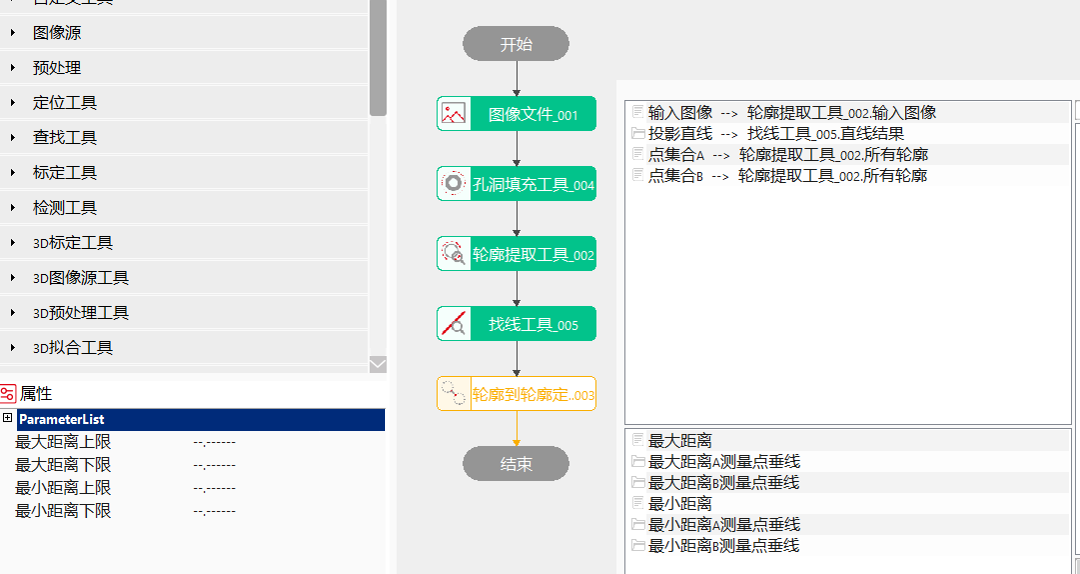 自定义工具
图像源
预处理
定位工具
查找工具
标定工具
检测工具
3D标定工具
3D图像源工具
3D预处理工具
3D拟合工具
属性
ParameterList
最大距离上限 --.------
最大距离下限 --.------
最小距离上限 --.------
最小距离下限 --.------
开始
图像文件_001
孔洞填充工具_004
轮廓提取工具_002
找线工具_005
轮廓到轮廓定..003
结束
输入图像 --> 轮廓提取工具_002.输入图像
投影直线 --> 找线工具_005.直线结果
点集合A --> 轮廓提取工具_002.所有轮廓
点集合B --> 轮廓提取工具_002.所有轮廓
最大距离
最大距离A测量点垂线
最大距离B测量点垂线
最小距离
最小距离A测量点垂线
最小距离B测量点垂线